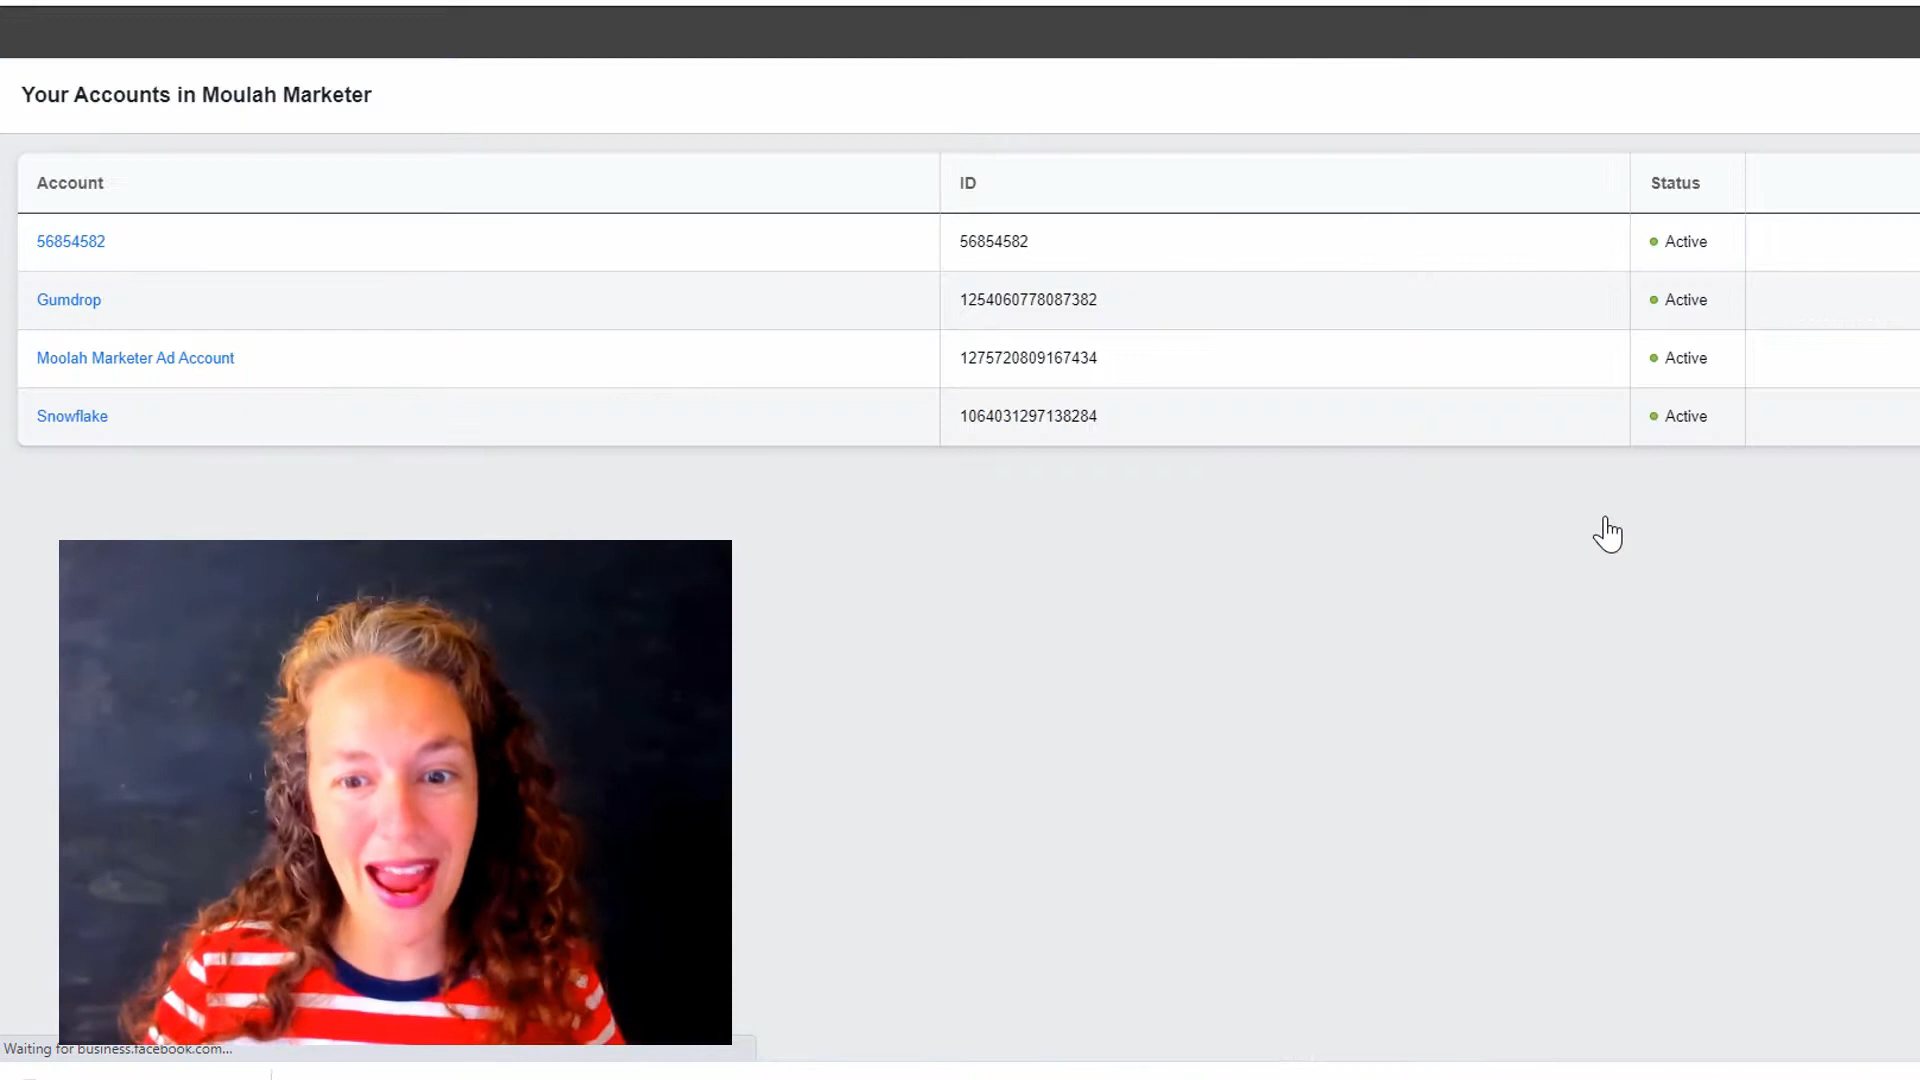 Your Accounts in Moulah Marketer
Account ID Status
56854582 56854582 Active
Gumdrop 1254060778087382 Active
Moolah Marketer Ad Account 1275720809167434 Active
Snowflake 1064031297138284 Active
Waiting for business.facebook.com...